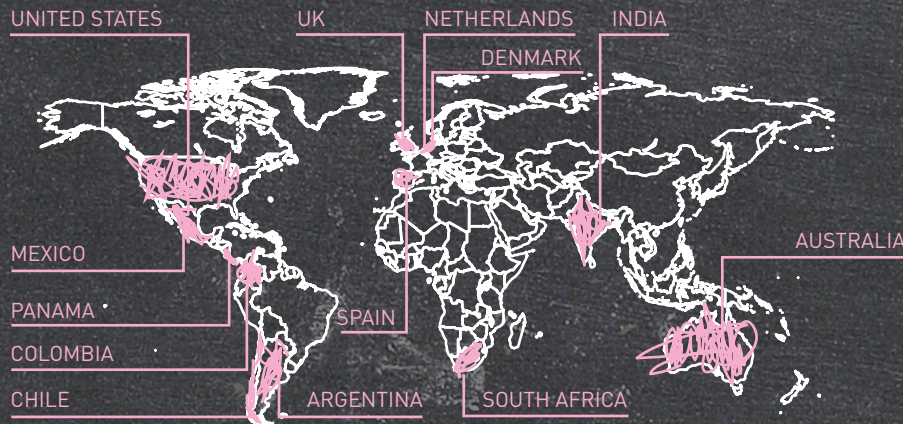 UNITED STATES
UK
NETHERLANDS
INDIA
DENMARK
MEXICO
AUSTRALIA
PANAMA
SPAIN
COLOMBIA
CHILE
ARGENTINA
SOUTH AFRICA